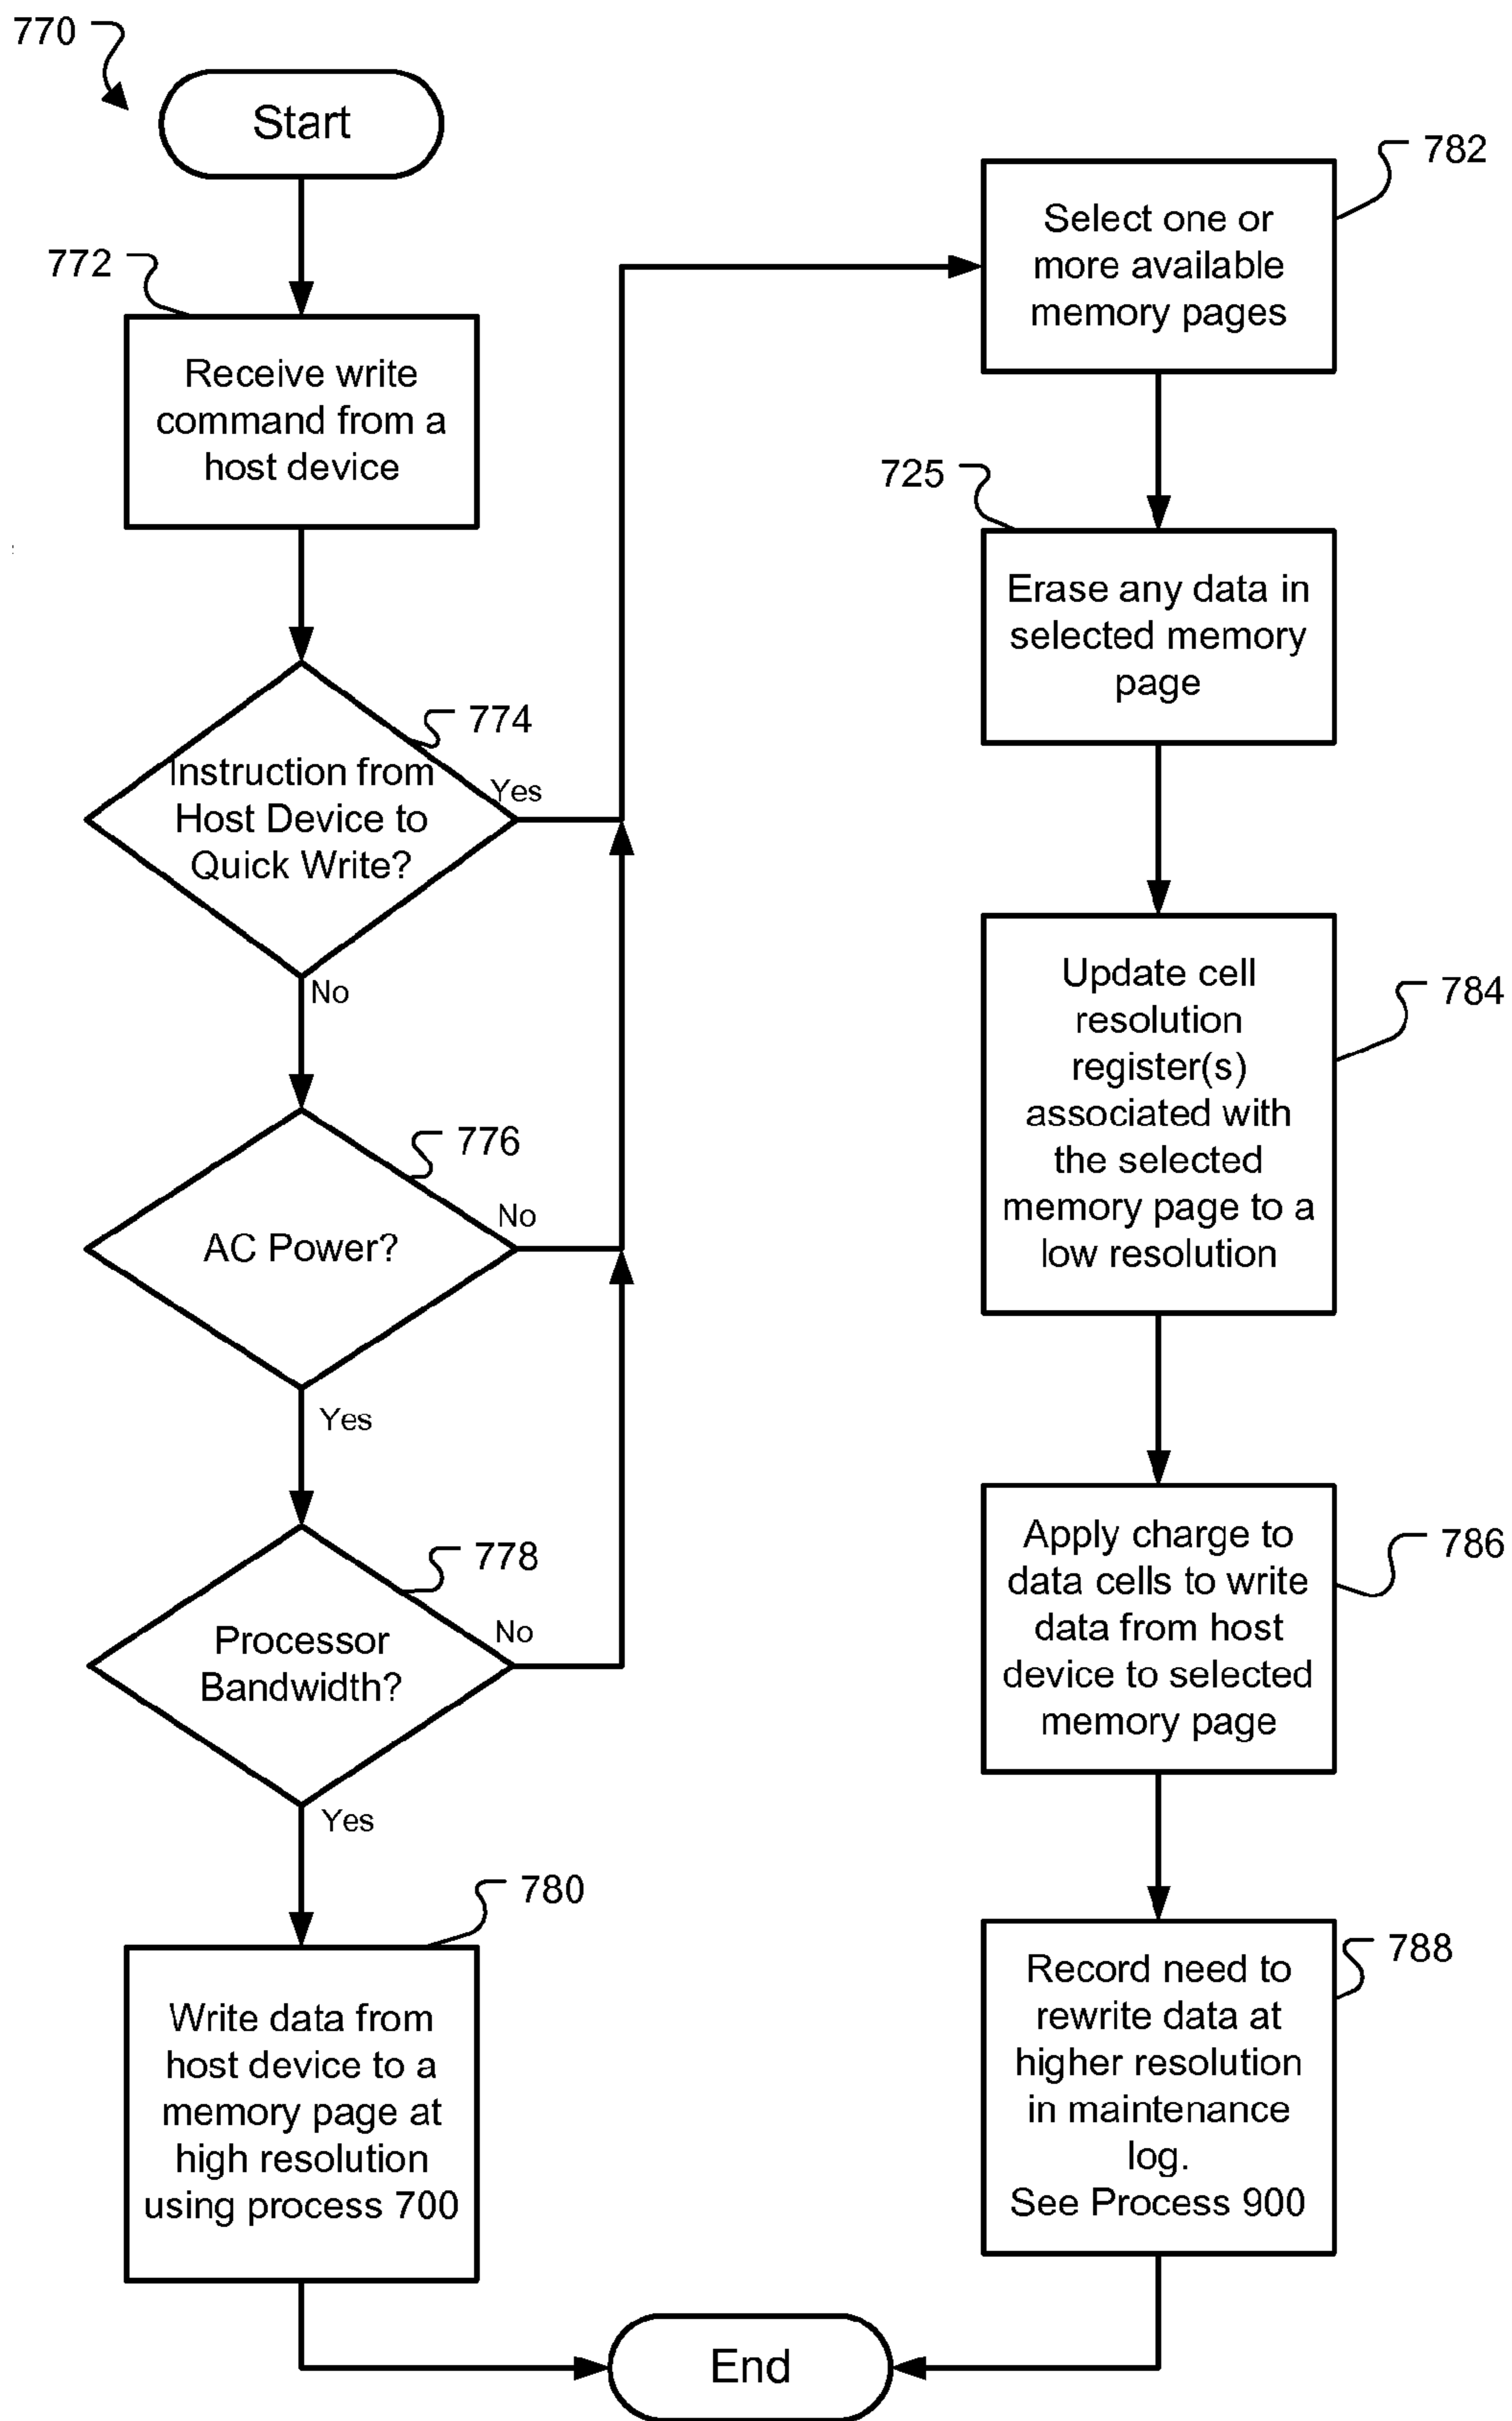 770
Start
772
Receive write
command from a
host device
774
Instruction from
Host Device to
Quick Write?
Yes
No
776
AC Power?
No
Yes
778
Processor
Bandwidth?
No
Yes
780
Write data from
host device to a
memory page at
high resolution
using process 700
782
Select one or
more available
memory pages
725
Erase any data in
selected memory
page
784
Update cell
resolution
register(s)
associated with
the selected
memory page to a
low resolution
786
Apply charge to
data cells to write
data from host
device to selected
memory page
788
Record need to
rewrite data at
higher resolution
in maintenance
log.
See Process 900
End